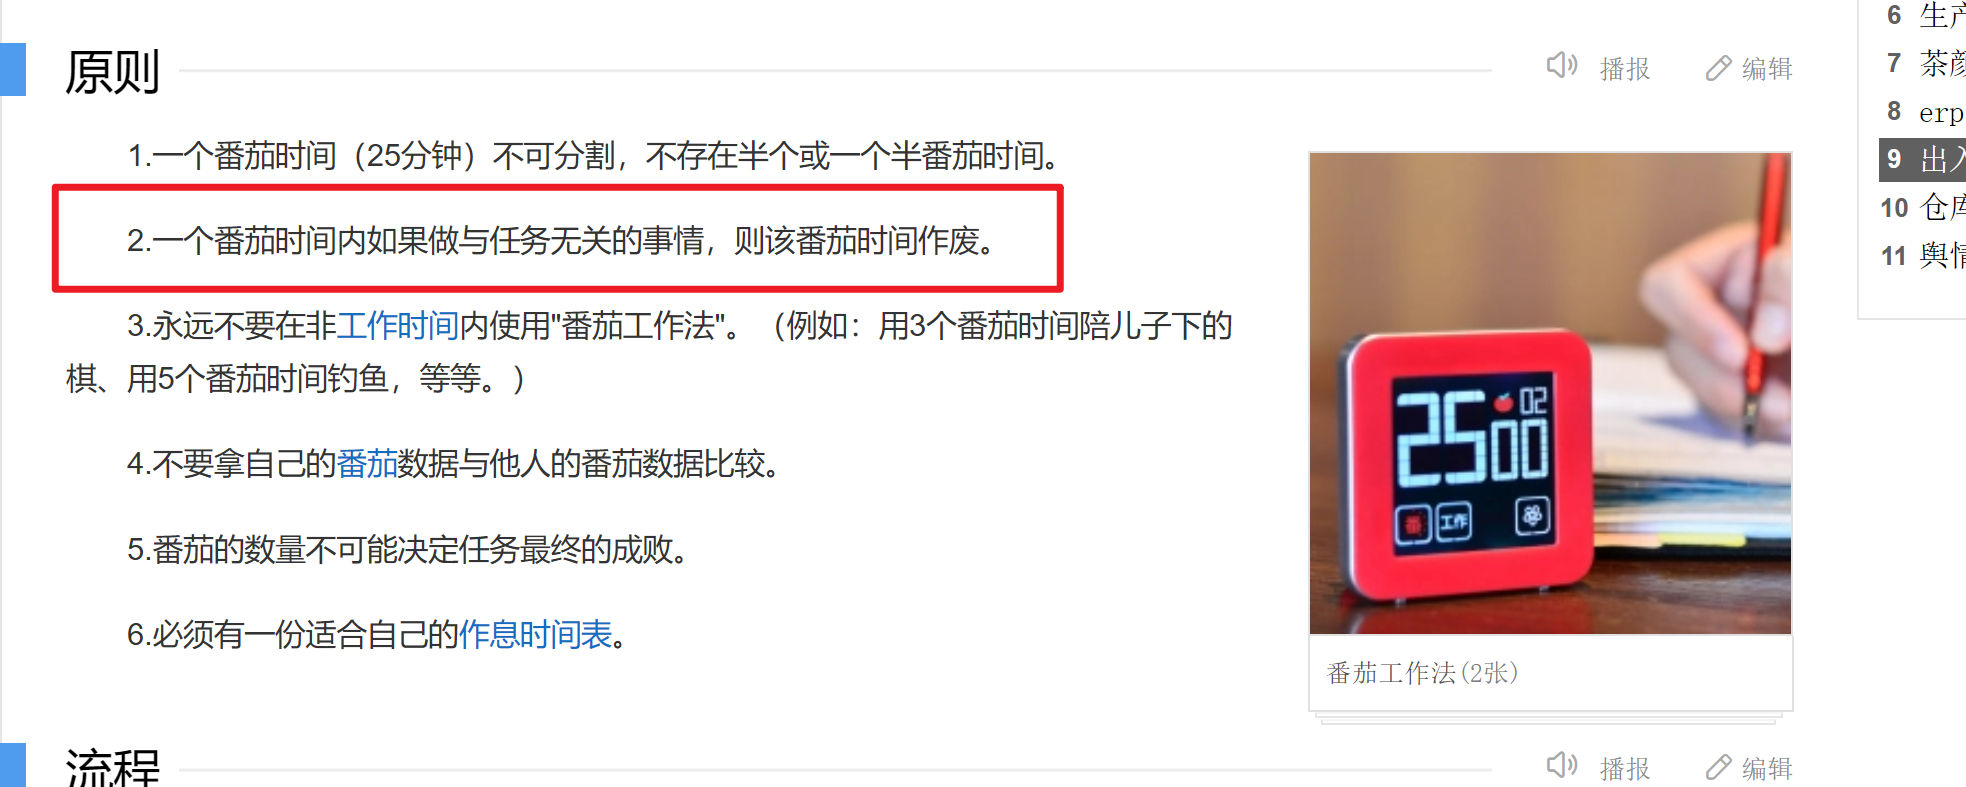 原则
播报
编辑
1.一个番茄时间（25分钟）不可分割，不存在半个或一个半番茄时间。
2.一个番茄时间内如果做与任务无关的事情，则该番茄时间作废。
3.永远不要在非工作时间内使用"番茄工作法"。（例如：用3个番茄时间陪儿子下的
棋、用5个番茄时间钓鱼，等等。）
4.不要拿自己的番茄数据与他人的番茄数据比较。
5.番茄的数量不可能决定任务最终的成败。
6.必须有一份适合自己的作息时间表。
25
02
00
工作
番茄工作法(2张)
流程
播报
编辑
6 生产
7 茶颜
8 erp
9 出入
10 仓库
11 舆情